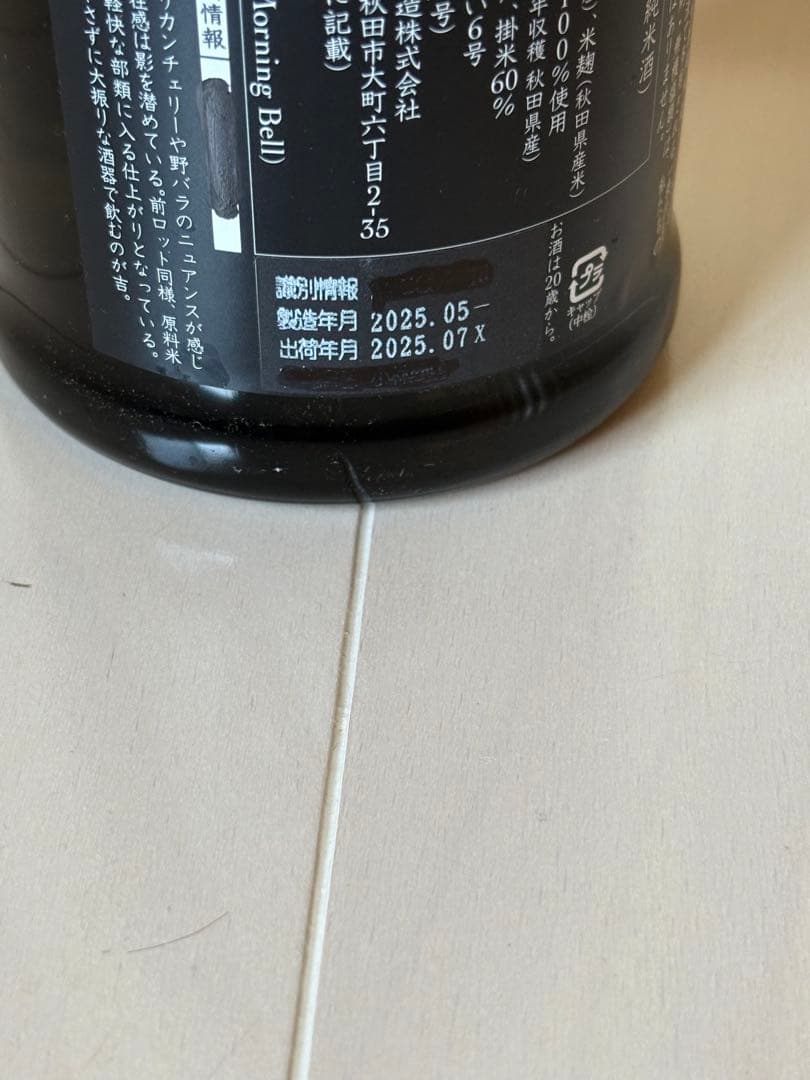 純米酒)
、米麹(秋田県産米)
100%使用
年収穫 秋田県産)
、掛米60%
い6号
号)
造株式会社
秋田市大町六丁目2-35
に記載)
Morning Bell)
情報
リカンチェリーや野バラのニュアンスが感じ
在感は影を潜めている。前ロット同様、原料米
軽快な部類に入る仕上がりとなっている。
さずに大振りな酒器で飲むのが吉。
識別情報
製造年月 2025.05
出荷年月 2025.07X
お酒は20歳から。
プラ
キャップ
(中栓)